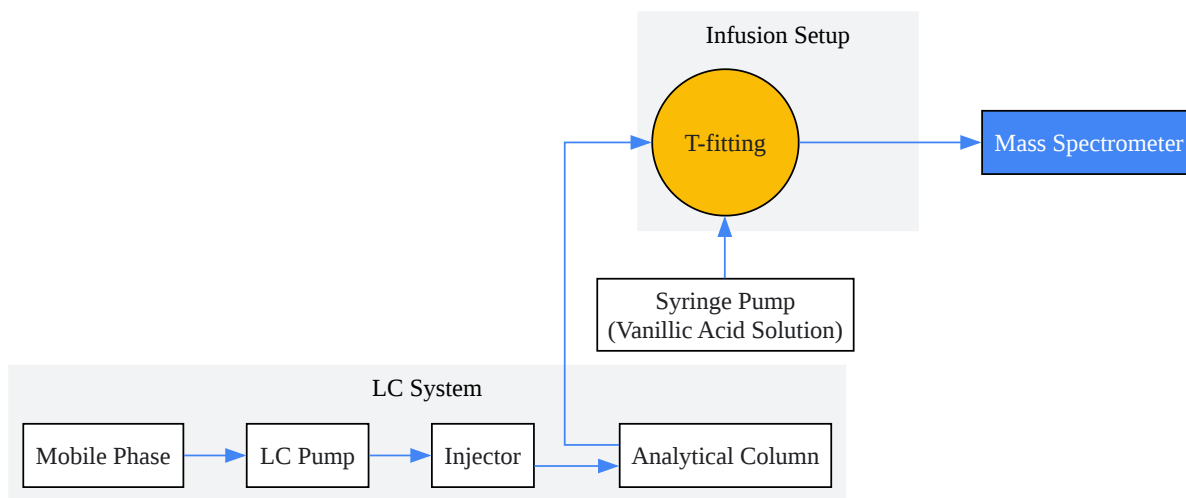 Infusion Setup
T-fitting
Mass Spectrometer
Syringe Pump
(Vanillic Acid Solution)
LC System
Mobile Phase
LC Pump
Injector
Analytical Column